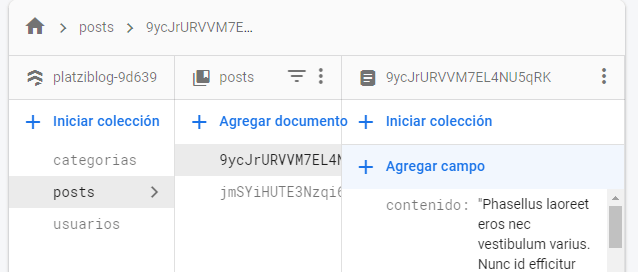 posts
9ycJrURVVM7E...
platziblog-9d639
posts
9ycJrURVVM7EL4NU5qRK
Iniciar colección
Agregar documento
Iniciar colección
categorias
posts
usuarios
9ycJrURVVM7EL4N
jmSYiHUTE3Nzqi6
Agregar campo
contenido: "Phasellus laoreet
eros nec
vestibulum varius.
Nunc id efficitur